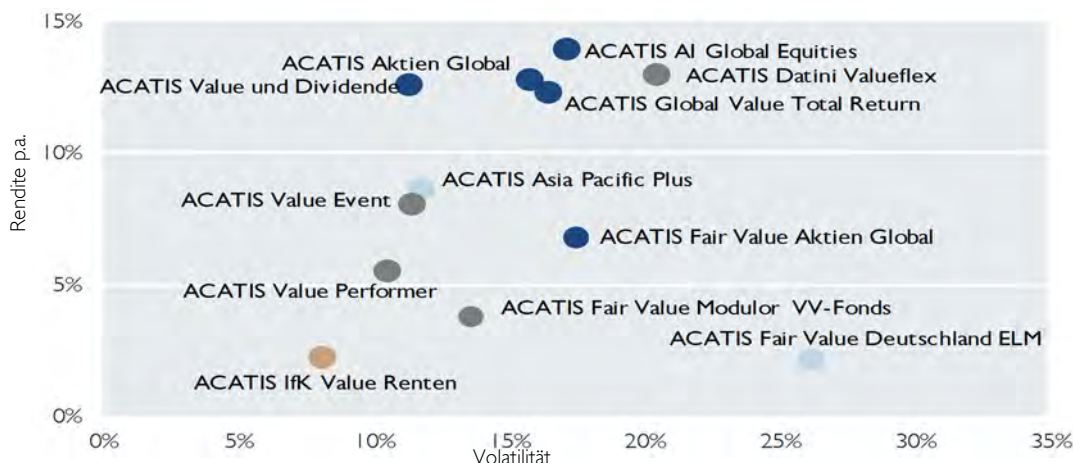 15%
ACATIS AI Global Equities
ACATIS Aktien Global
ACATIS Datini Valueflex
ACATIS Value und Dividende
ACATIS Global Value Total Return
Rendite p.a.
10%
ACATIS Asia Pacific Plus
ACATIS Value Event
ACATIS Fair Value Aktien Global
5%
ACATIS Value Performer
ACATIS Fair Value Modulor VV-Fonds
ACATIS Fair Value Deutschland ELM
ACATIS IfK Value Renten
0%
0% 5% 10% 15% 20% 25% 30% 35%
Volatilität